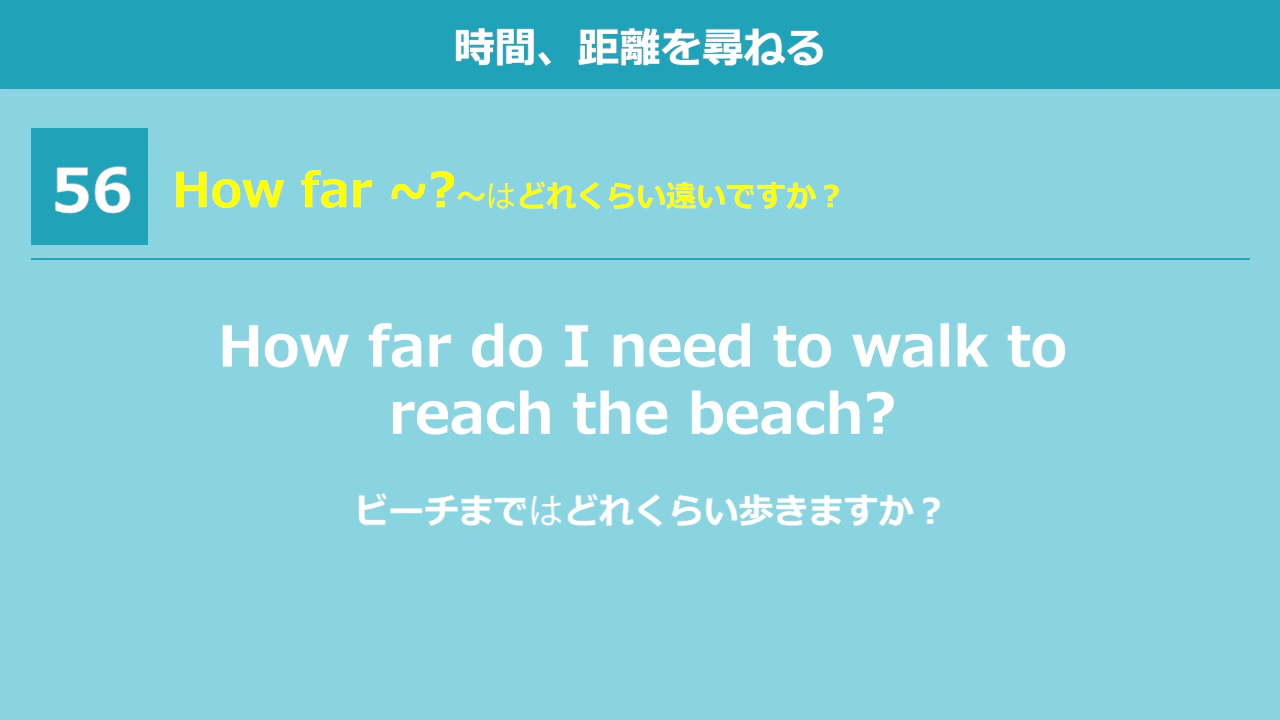 時間、距離を尋ねる
56
How far ~?～はどれくらい遠いですか？
How far do I need to walk to
reach the beach?
ビーチまではどれくらい歩きますか？